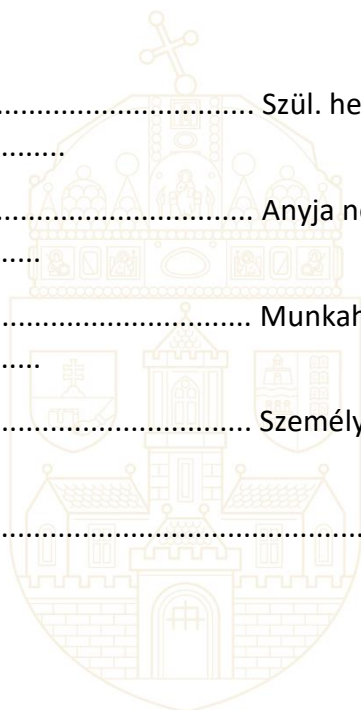 .................................. Szül. he
..........
.................................. Anyja n
......
.................................. Munkah
......
.................................. Személy
..................................................